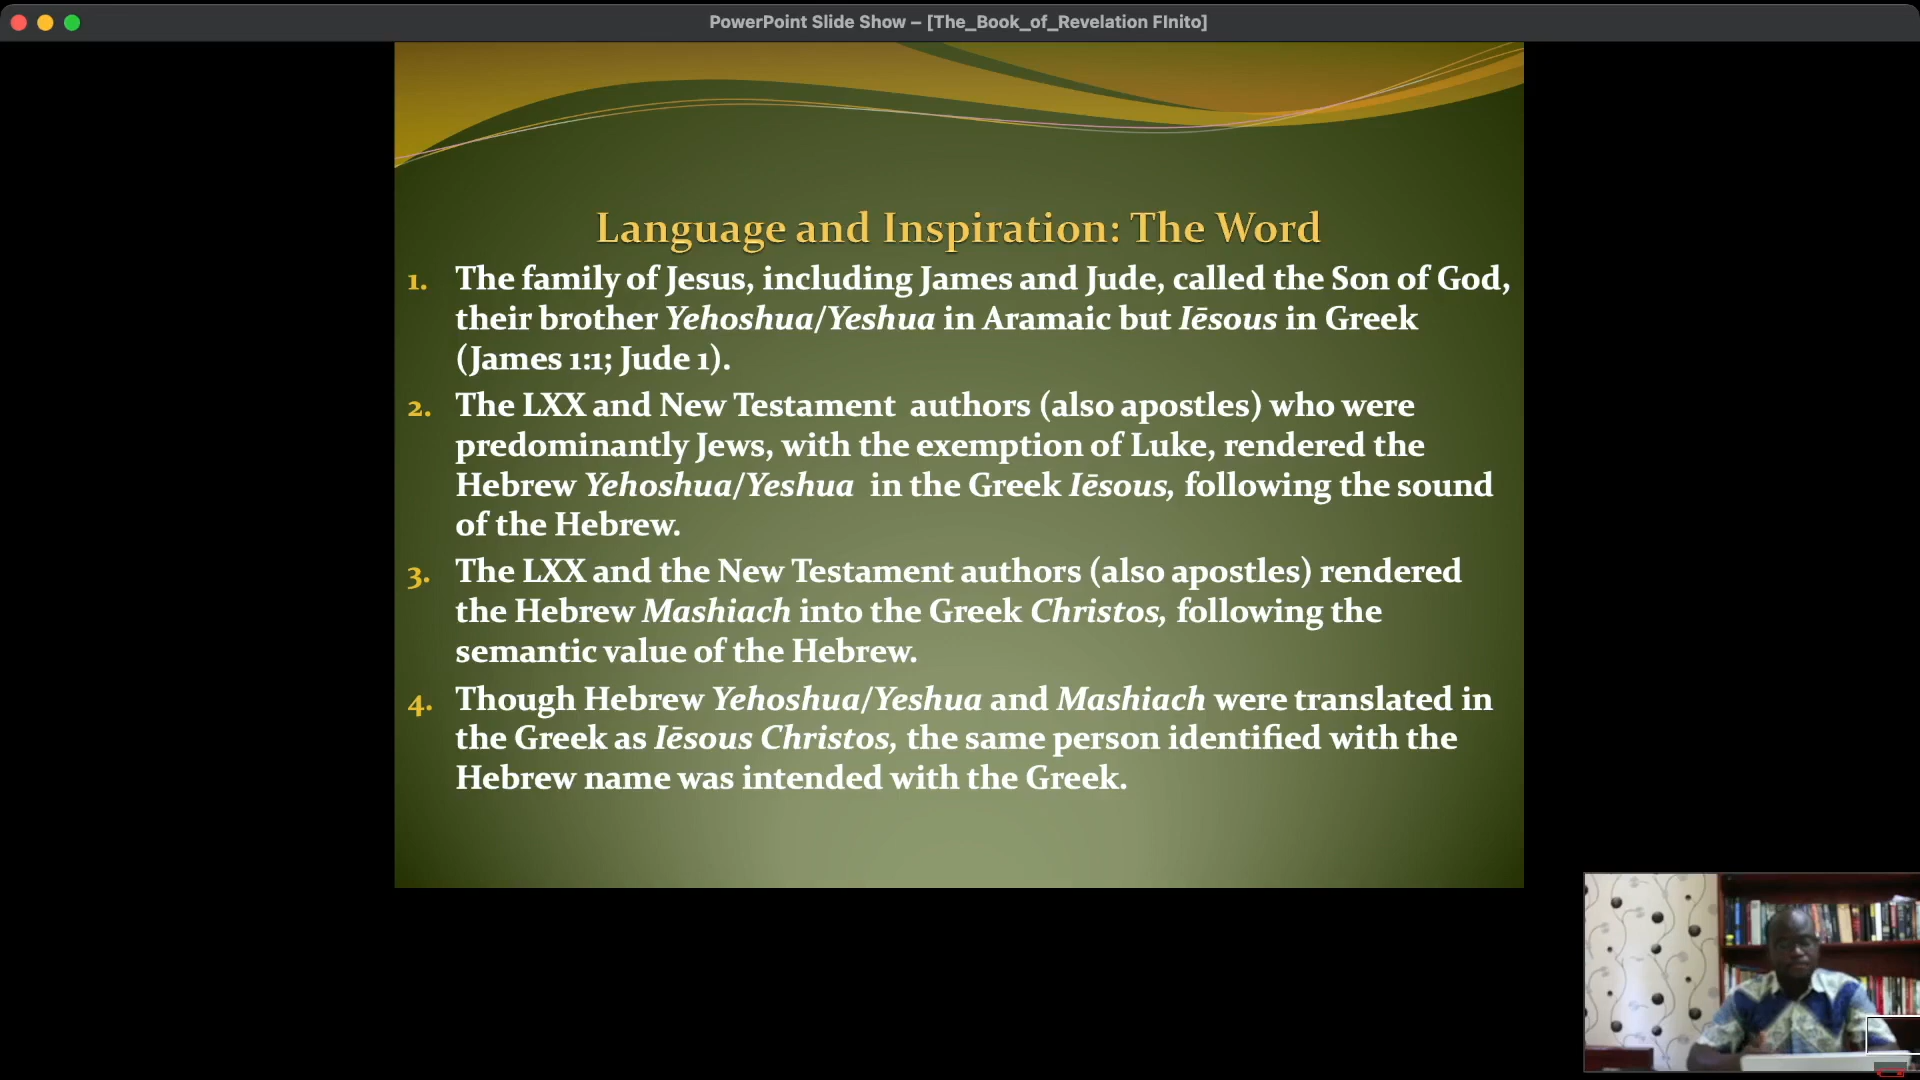 PowerPoint Slide Show – [The_Book_of_Revelation FInito]
Language and Inspiration: The Word
1. The family of Jesus, including James and Jude, called the Son of God,
their brother Yehoshua/Yeshua in Aramaic but Iēsous in Greek
(James 1:1; Jude 1).
2. The LXX and New Testament authors (also apostles) who were
predominantly Jews, with the exemption of Luke, rendered the
Hebrew Yehoshua/Yeshua in the Greek Iēsous, following the sound
of the Hebrew.
3. The LXX and the New Testament authors (also apostles) rendered
the Hebrew Mashiach into the Greek Christos, following the
semantic value of the Hebrew.
4. Though Hebrew Yehoshua/Yeshua and Mashiach were translated in
the Greek as Iēsous Christos, the same person identified with the
Hebrew name was intended with the Greek.